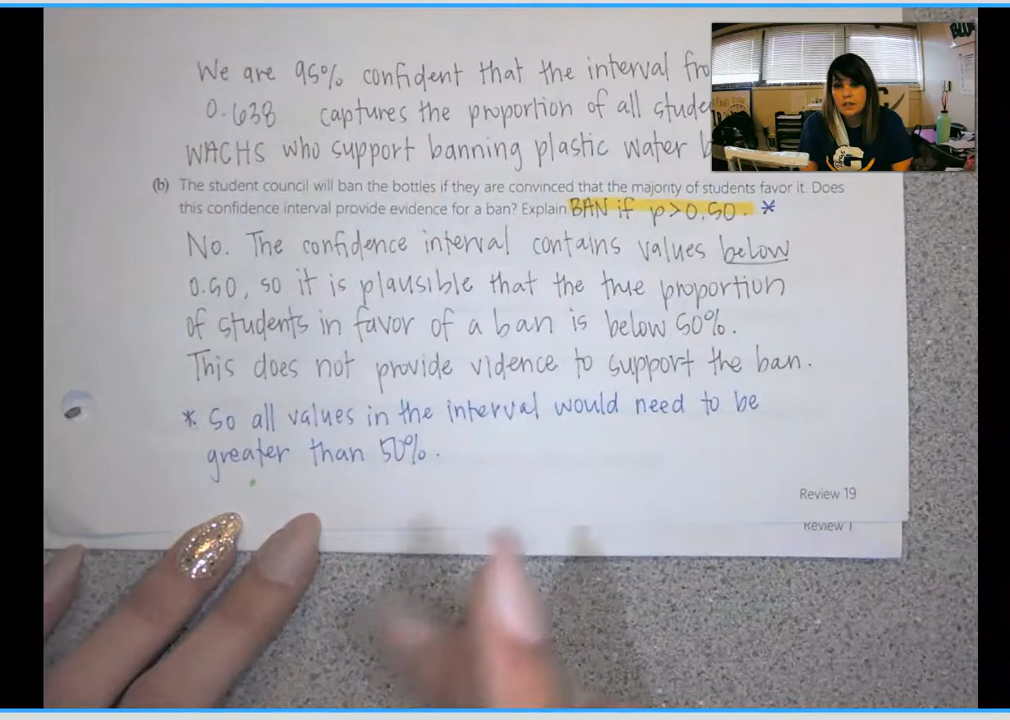 We are 95% confident that the interval
0.638 captures the proportion of all
WACHS who support banning plastic water
(b) The student council will ban the bottles if they are convinced that the majority of students favor it. Does
this confidence interval provide evidence for a ban? Explain BAN if p>0.50. *
No. The confidence interval contains values below
0.50, so it is plausible that the true proportion
of students in favor of a ban is below 50%.
This does not provide vidence to support the ban.
* So all values in the interval would need to be
greater than 50%.
Review 19
Review 1